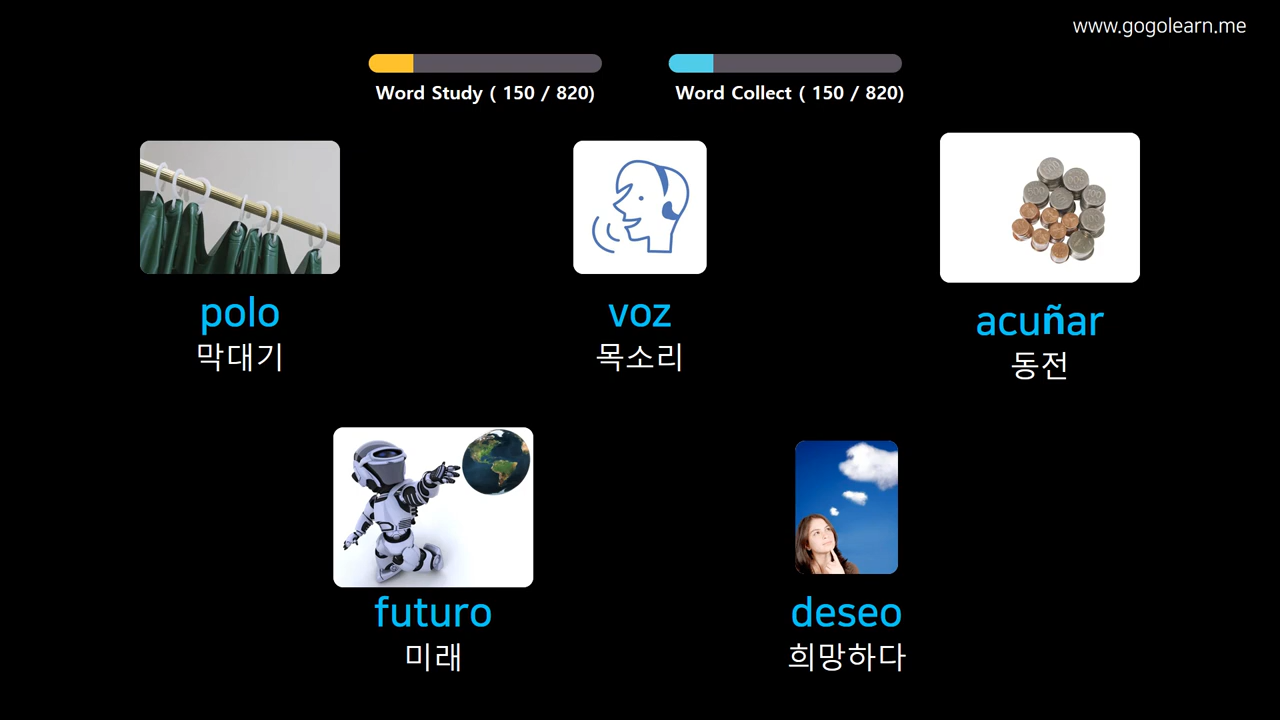 www.gogolearn.me
Word Study ( 150 / 820)
Word Collect ( 150 / 820)
polo
막대기
voz
목소리
acuñar
동전
futuro
미래
deseo
희망하다